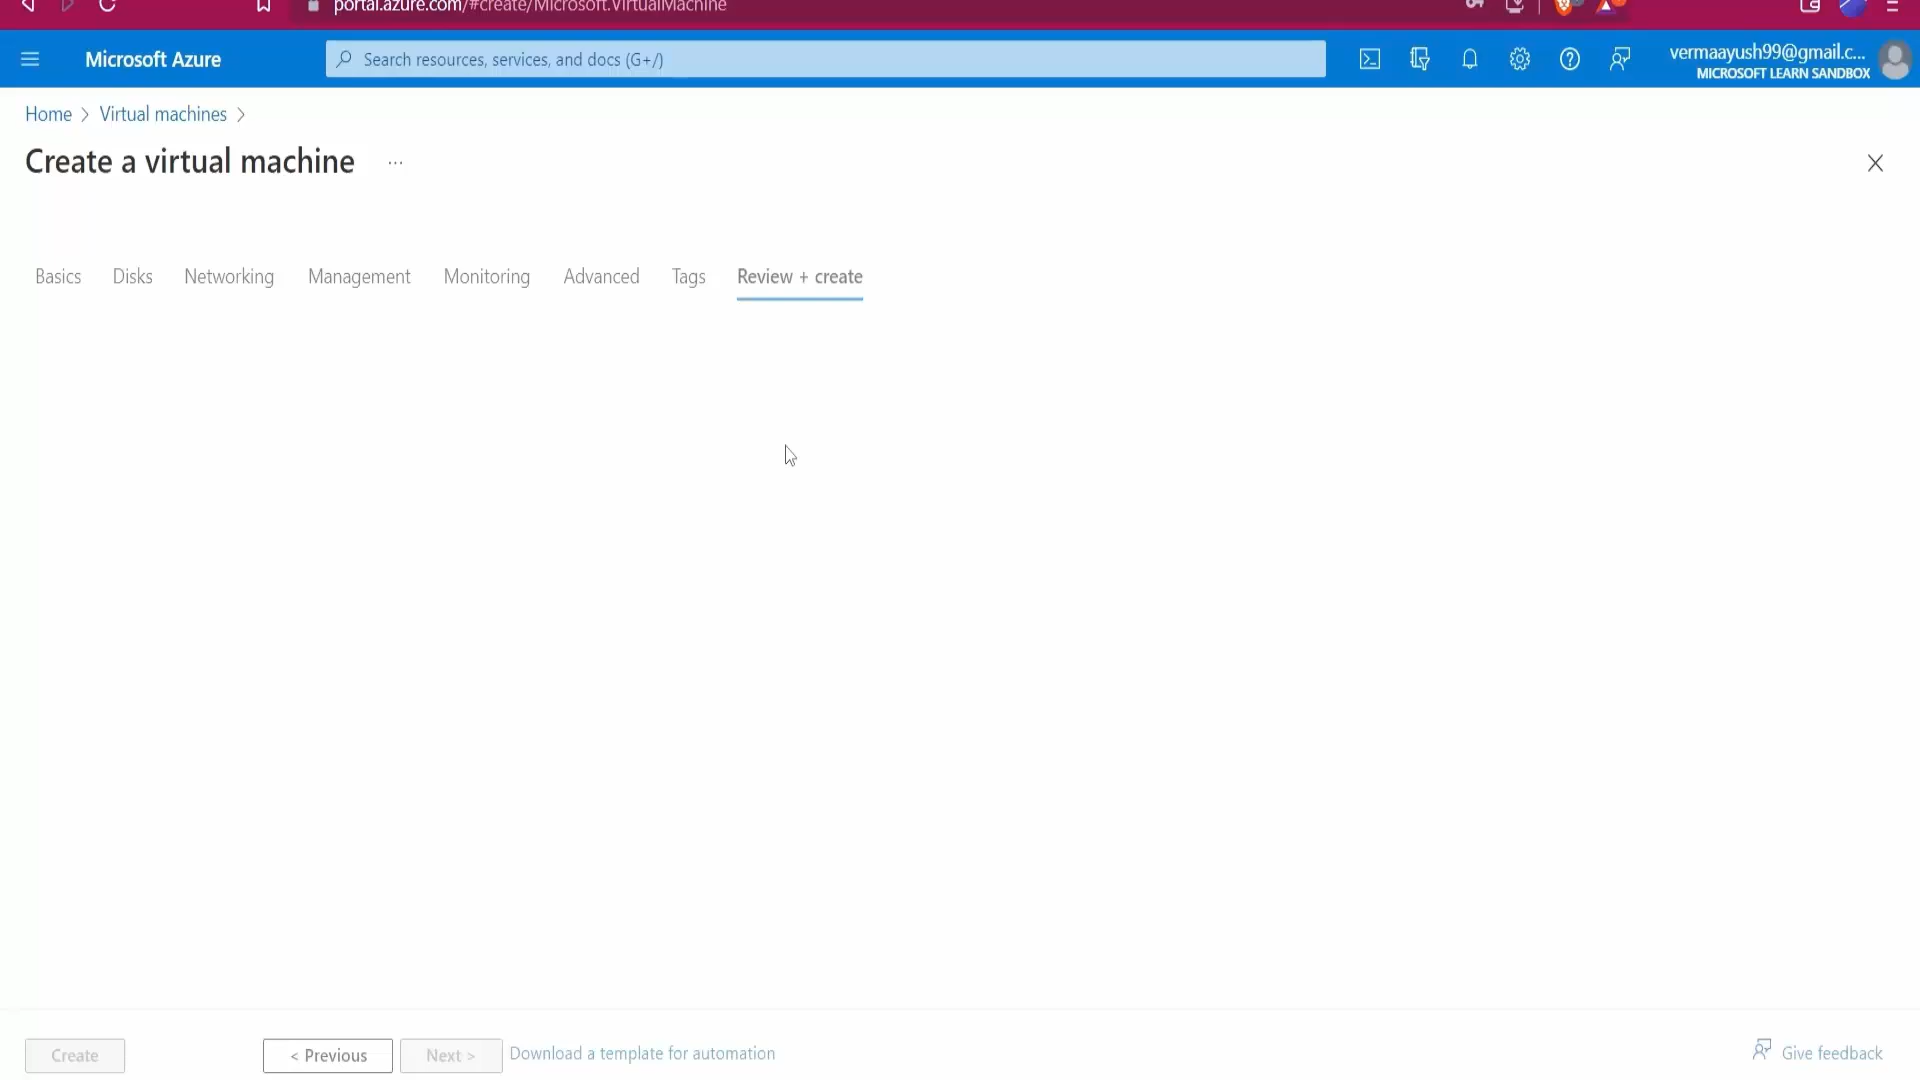 portal.azure.com/#create/Microsoft.VirtualMachine
Microsoft Azure
Search resources, services, and docs (G+/)
vermaayush99@gmail.c...
MICROSOFT LEARN SANDBOX
Home > Virtual machines >
Create a virtual machine ...
Basics Disks Networking Management Monitoring Advanced Tags Review + create
Create < Previous Next > Download a template for automation Give feedback